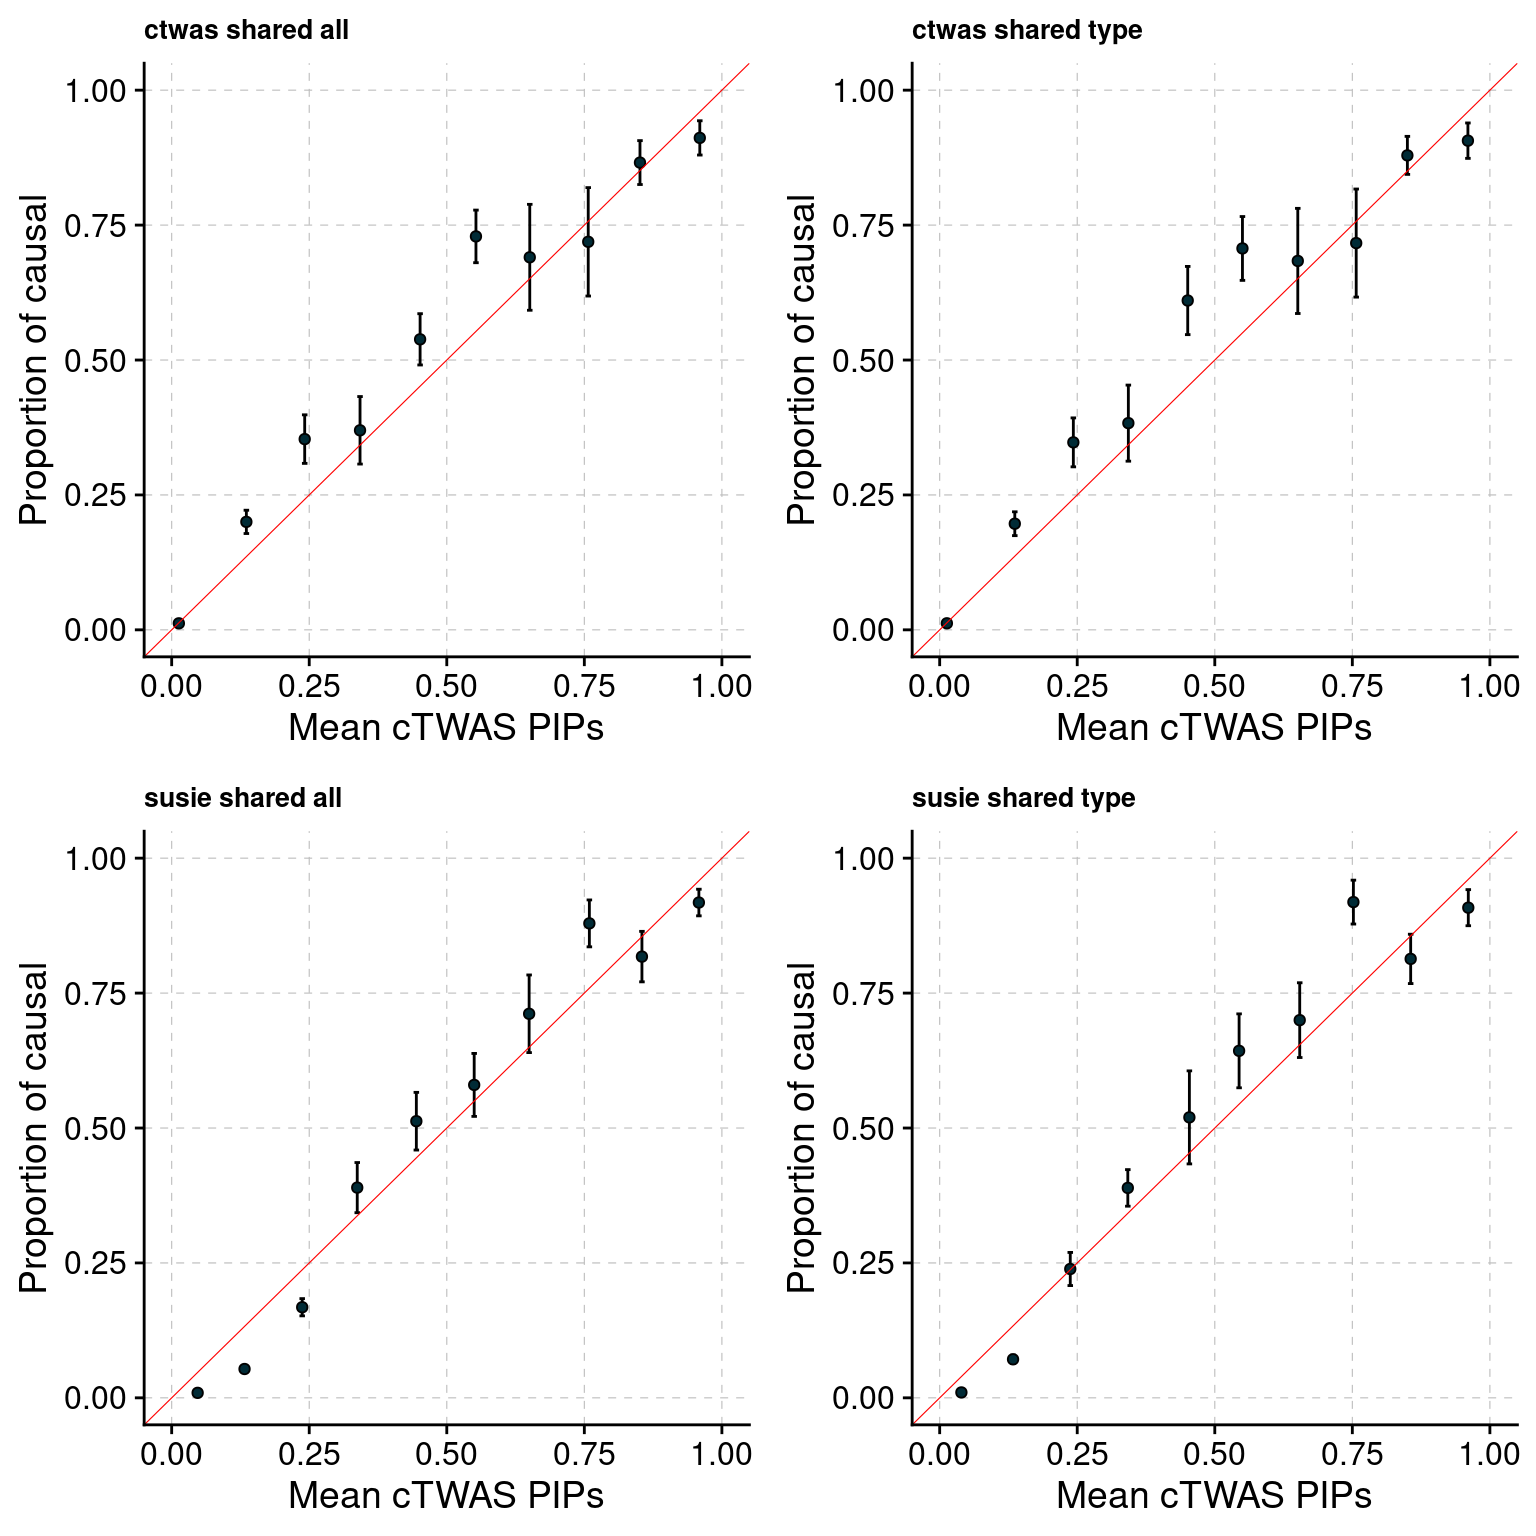 ctwas shared all
1.00
0.75
0.50
0.25
0.00
Proportion of causal
0.00 0.25 0.50 0.75 1.00
Mean cTWAS PIPs
ctwas shared type
1.00
0.75
0.50
0.25
0.00
Proportion of causal
0.00 0.25 0.50 0.75 1.00
Mean cTWAS PIPs
susie shared all
1.00
0.75
0.50
0.25
0.00
Proportion of causal
0.00 0.25 0.50 0.75 1.00
Mean cTWAS PIPs
susie shared type
1.00
0.75
0.50
0.25
0.00
Proportion of causal
0.00 0.25 0.50 0.75 1.00
Mean cTWAS PIPs